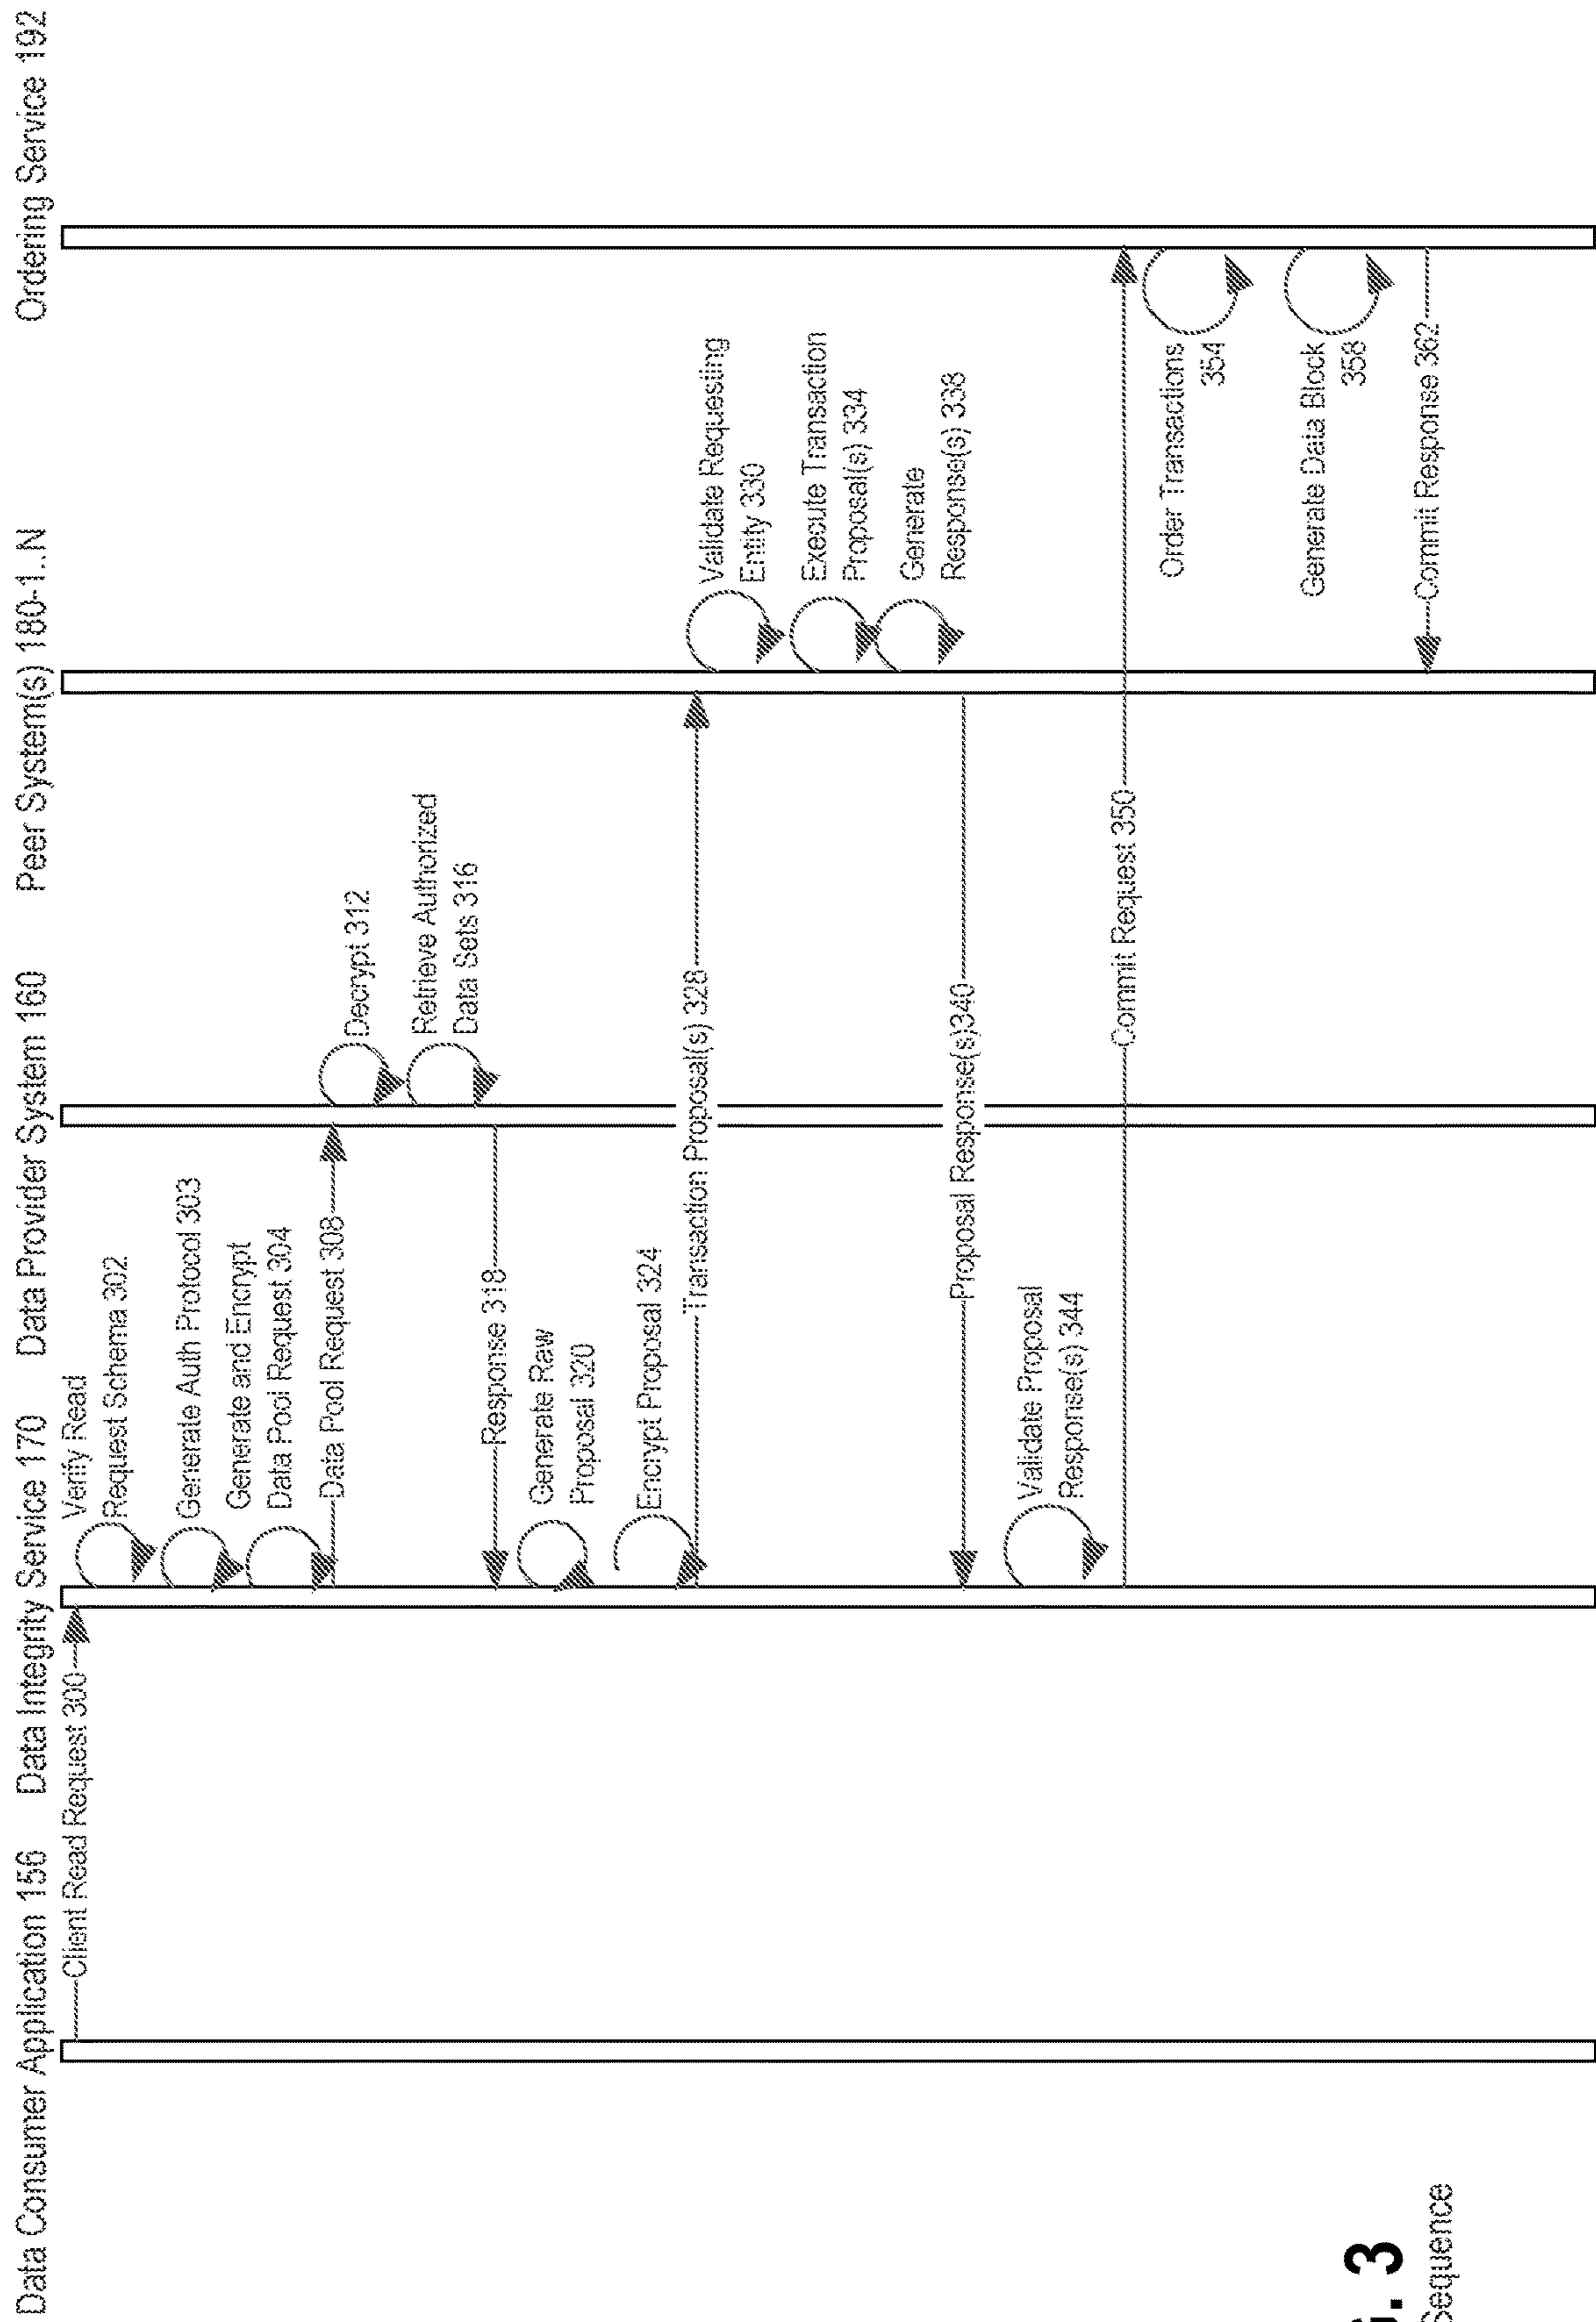 Data Consumer Application 156
Data Integrity Service 170
Data Provider System 160
Peer System(s) 180-1..N
Ordering Service 192
Client Read Request 300
Verify Read
Request Schema 302
Generate Auth Protocol 303
Generate and Encrypt
Data Pool Request 304
Data Pool Request 308
Decrypt 312
Retrieve Authorized
Data Sets 316
Response 318
Generate Raw
Proposal 320
Encrypt Proposal 324
Transaction Proposal(s) 328
Validate Requesting
Entity 330
Execute Transaction
Proposal(s) 334
Generate
Response(s) 338
Proposal Response(s)340
Validate Proposal
Response(s) 344
Commit Request 350
Order Transactions
354
Generate Data Block
358
Commit Response 362
3
Sequence